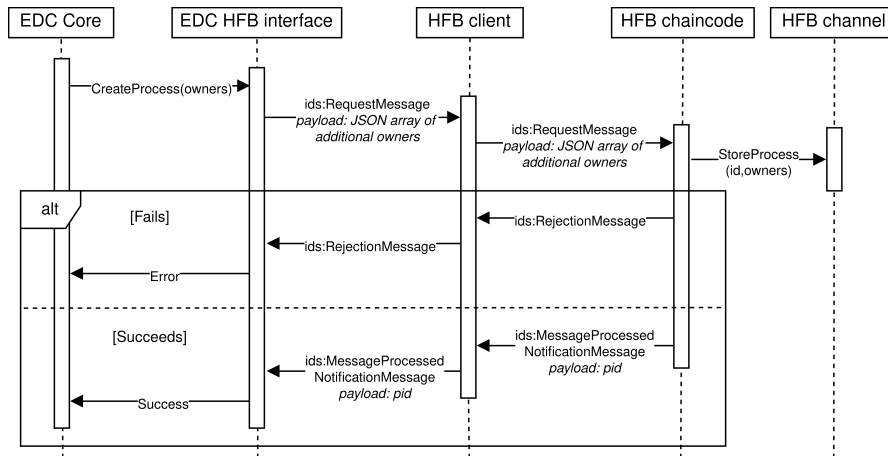 EDC Core
EDC HFB interface
HFB client
HFB chaincode
HFB channel
CreateProcess(owners)
ids:RequestMessage
payload: JSON array of
additional owners
ids:RequestMessage
payload: JSON array of
additional owners
StoreProcess
(id,owners)
alt
[Fails]
ids:RejectionMessage
ids:RejectionMessage
Error
[Succeeds]
ids:MessageProcessed
NotificationMessage
payload: pid
ids:MessageProcessed
NotificationMessage
payload: pid
Success